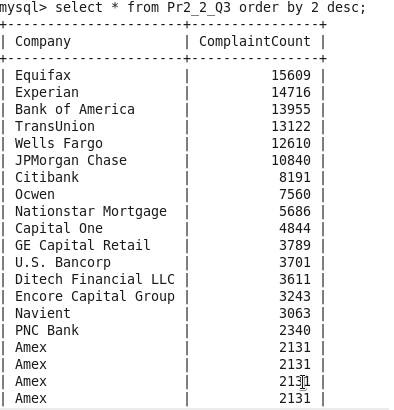 mysql> select * from Pr2_2_Q3 order by 2 desc;
+----------------------+----------------+
| Company              | ComplaintCount |
+----------------------+----------------+
| Equifax              |          15609 |
| Experian             |          14716 |
| Bank of America      |          13955 |
| TransUnion           |          13122 |
| Wells Fargo          |          12610 |
| JPMorgan Chase       |          10840 |
| Citibank             |           8191 |
| Ocwen                |           7560 |
| Nationstar Mortgage  |           5686 |
| Capital One          |           4844 |
| GE Capital Retail    |           3789 |
| U.S. Bancorp         |           3701 |
| Ditech Financial LLC |           3611 |
| Encore Capital Group |           3243 |
| Navient              |           3063 |
| PNC Bank             |           2340 |
| Amex                 |           2131 |
| Amex                 |           2131 |
| Amex                 |           2131 |
| Amex                 |           2131 |